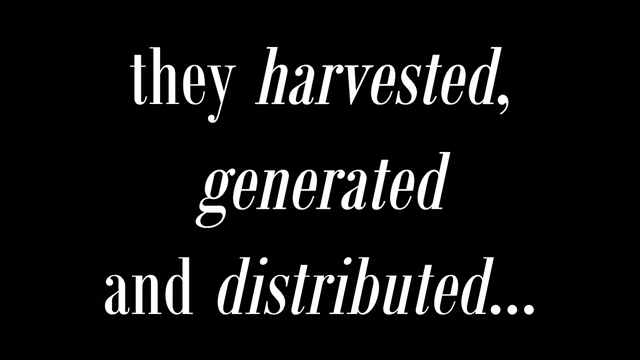 they harvested,
generated
and distributed...